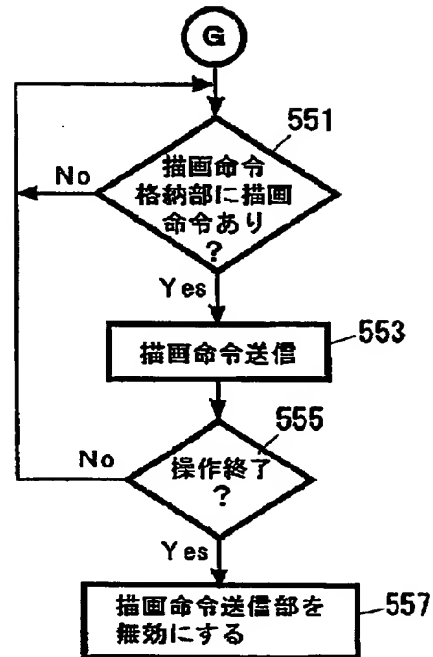 G
551
描画命令
格納部に描画
命令あり
?
No
Yes
描画命令送信
553
555
操作終了
?
No
Yes
描画命令送信部を
無効にする
557